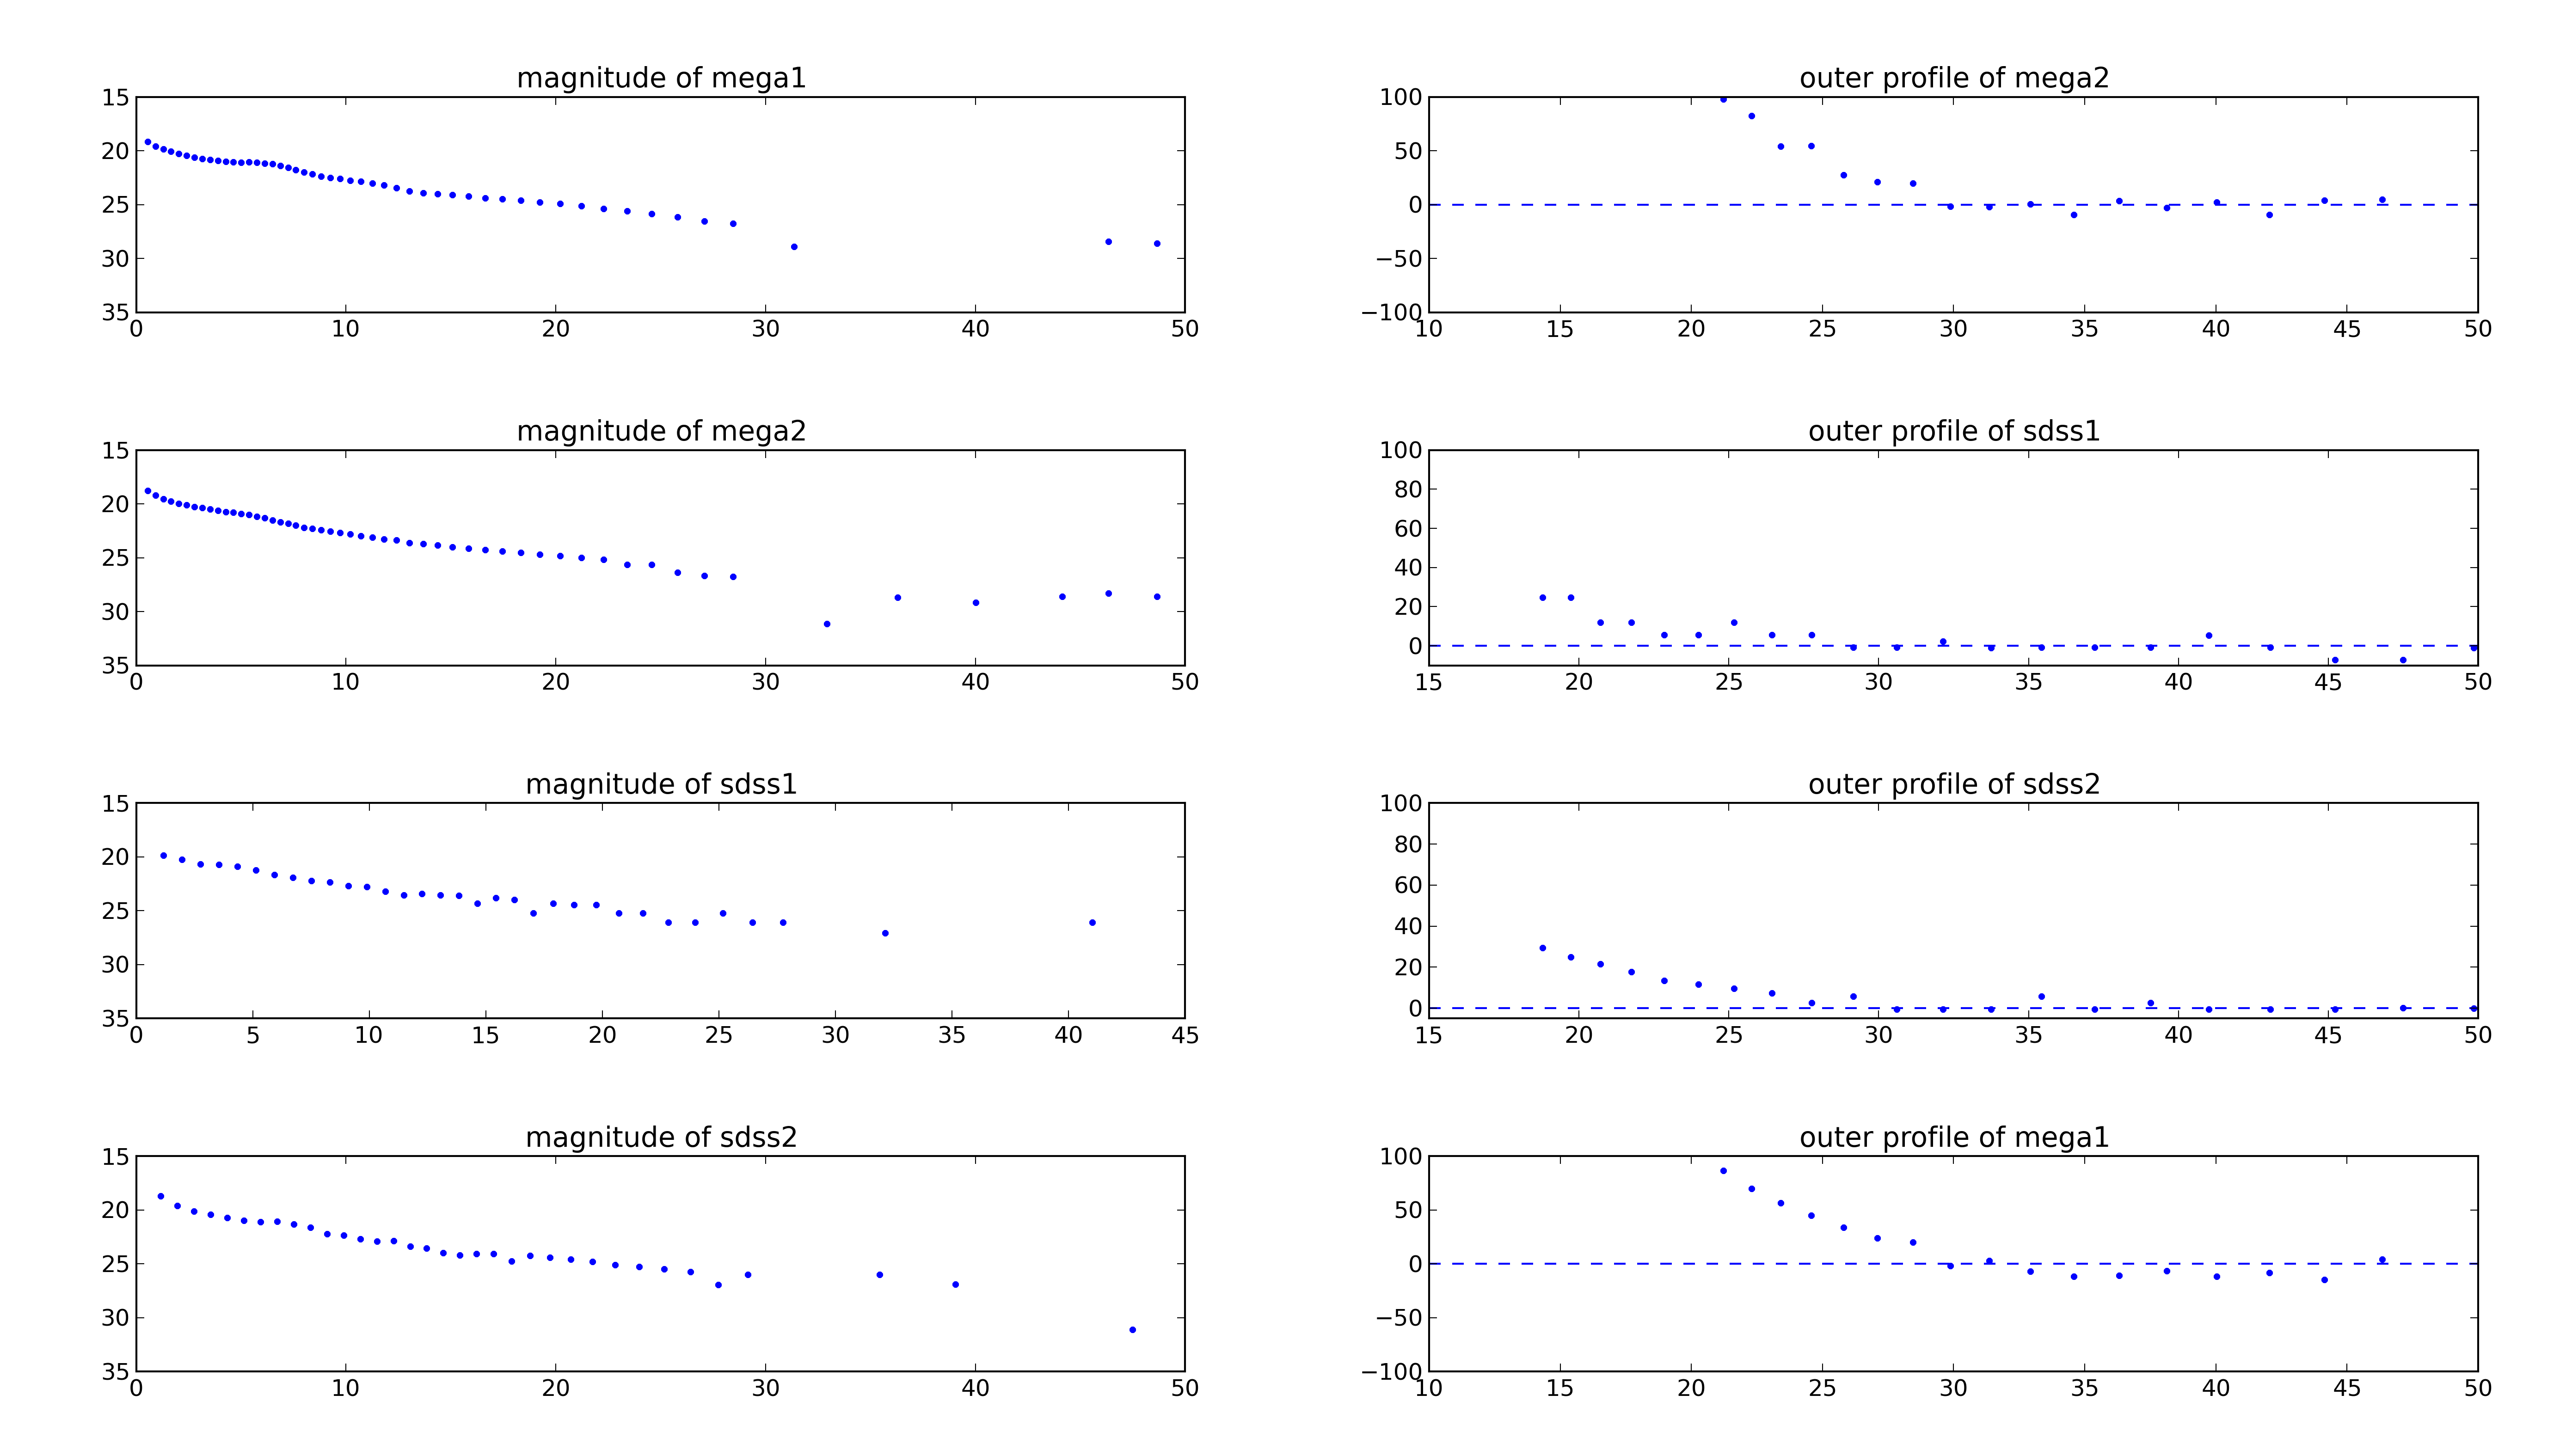 magnitude of mega1
15
20
25
30
35
0 10 20 30 40 50
outer profile of mega2
100
50
0
−50
−100
10 15 20 25 30 35 40 45 50
magnitude of mega2
15
20
25
30
35
0 10 20 30 40 50
outer profile of sdss1
100
80
60
40
20
0
15 20 25 30 35 40 45 50
magnitude of sdss1
15
20
25
30
35
0 5 10 15 20 25 30 35 40 45
outer profile of sdss2
100
80
60
40
20
0
15 20 25 30 35 40 45 50
magnitude of sdss2
15
20
25
30
35
0 10 20 30 40 50
outer profile of mega1
100
50
0
−50
−100
10 15 20 25 30 35 40 45 50